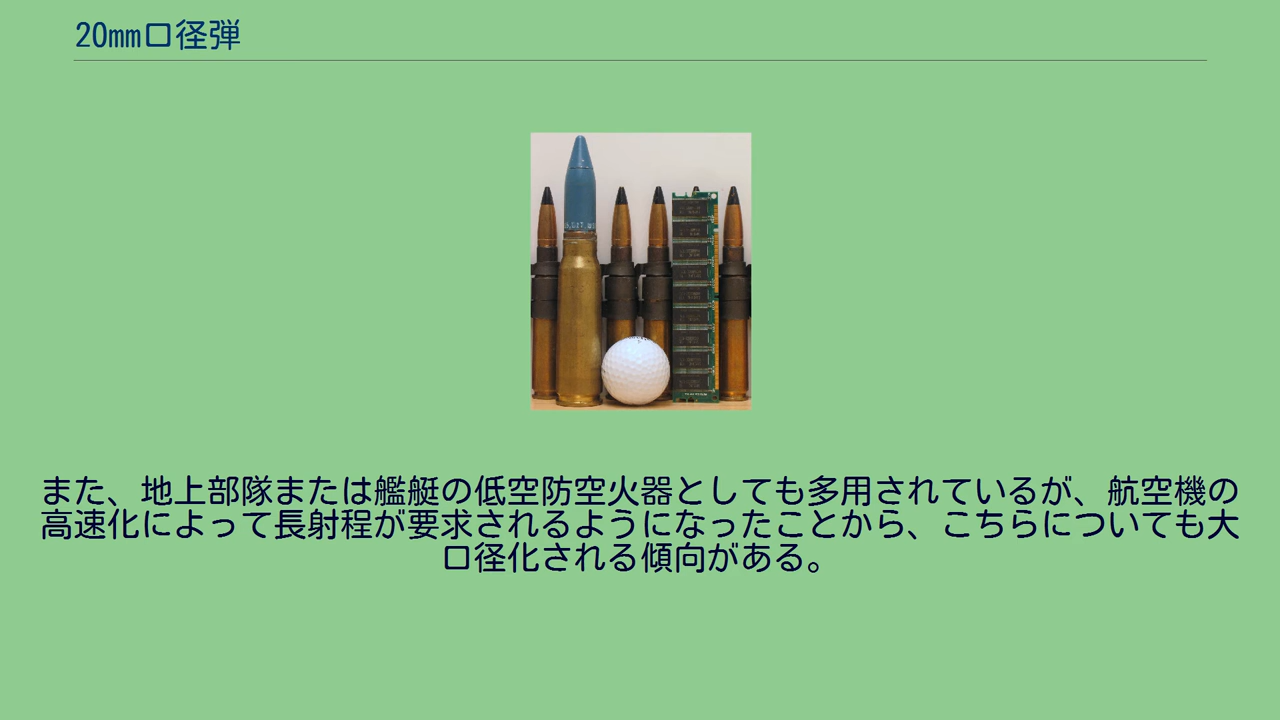 20mm口径弾
また、地上部隊または艦艇の低空防空火器としても多用されているが、航空機の
高速化によって長射程が要求されるようになったことから、こちらについても大
口径化される傾向がある。